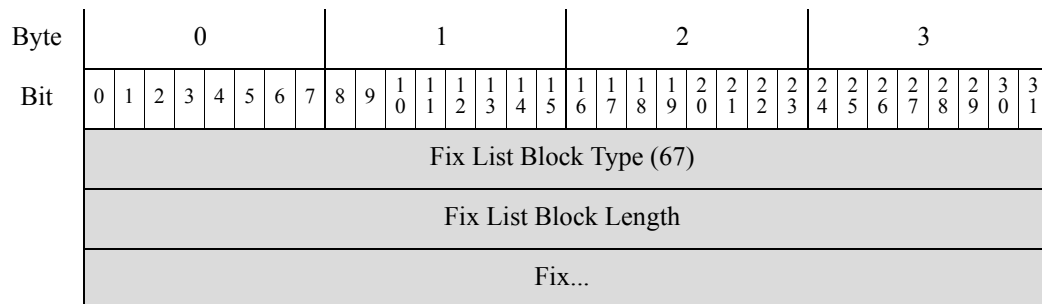 Byte 0 1 2 3
Bit 0 1 2 3 4 5 6 7 8 9 10 11 12 13 14 15 16 17 18 19 20 21 22 23 24 25 26 27 28 29 30 31
Fix List Block Type (67)
Fix List Block Length
Fix...